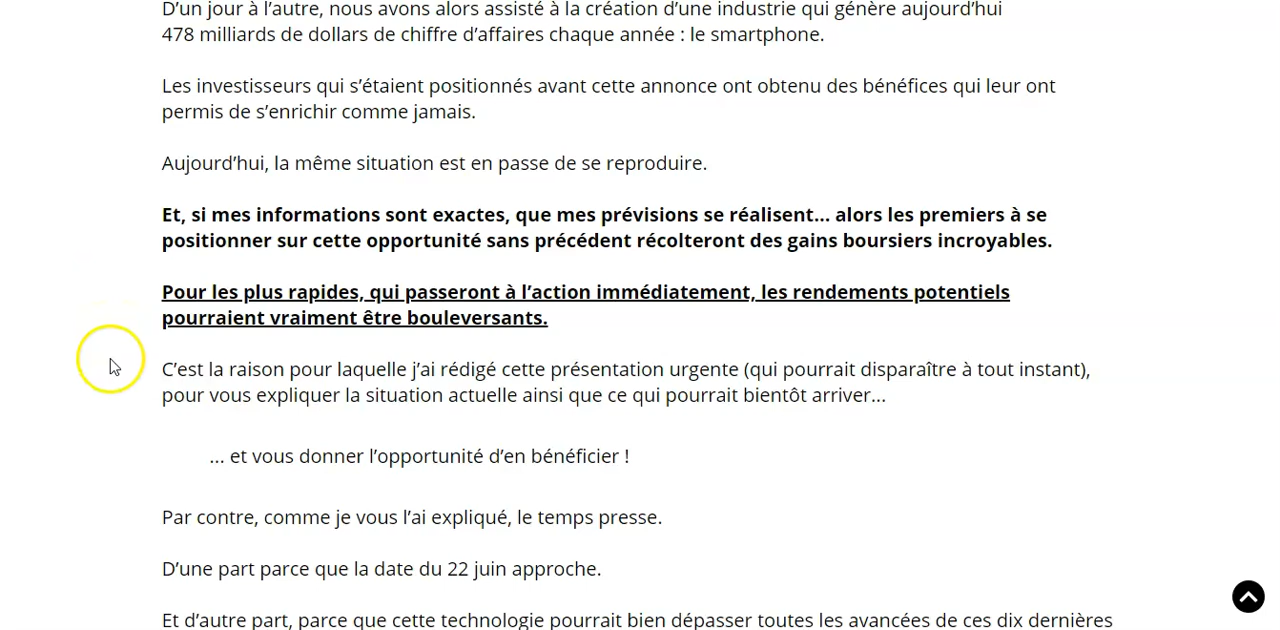 D’un jour à l’autre, nous avons alors assisté à la création d’une industrie qui génère aujourd’hui
478 milliards de dollars de chiffre d’affaires chaque année : le smartphone.
Les investisseurs qui s’étaient positionnés avant cette annonce ont obtenu des bénéfices qui leur ont
permis de s’enrichir comme jamais.
Aujourd’hui, la même situation est en passe de se reproduire.
Et, si mes informations sont exactes, que mes prévisions se réalisent... alors les premiers à se
positionner sur cette opportunité sans précédent récolteront des gains boursiers incroyables.
Pour les plus rapides, qui passeront à l’action immédiatement, les rendements potentiels
pourraient vraiment être bouleversants.
C’est la raison pour laquelle j’ai rédigé cette présentation urgente (qui pourrait disparaître à tout instant),
pour vous expliquer la situation actuelle ainsi que ce qui pourrait bientôt arriver...
... et vous donner l’opportunité d’en bénéficier !
Par contre, comme je vous l’ai expliqué, le temps presse.
D’une part parce que la date du 22 juin approche.
Et d’autre part, parce que cette technologie pourrait bien dépasser toutes les avancées de ces dix dernières